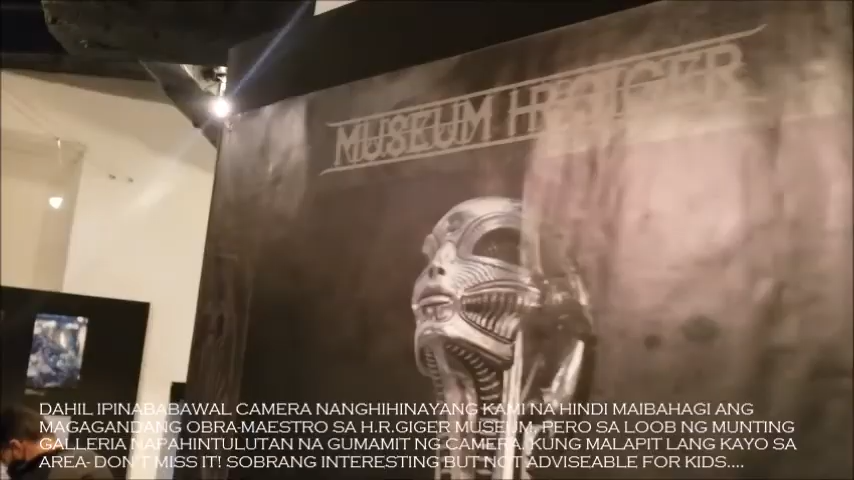 MUSEUM HR GIGER
DAHIL IPINABABAWAL CAMERA NANGHIHINAYANG KAMI NA HINDI MAIBAHAGI ANG
MAGAGANDANG OBRA-MAESTRO SA H.R.GIGER MUSEUM, PERO SA LOOB NG MUNTING
GALLERIA NAPAHINTULUTAN NA GUMAMIT NG CAMERA, KUNG MALAPIT LANG KAYO SA
AREA- DON'T MISS IT! SOBRANG INTERESTING BUT NOT ADVISEABLE FOR KIDS....